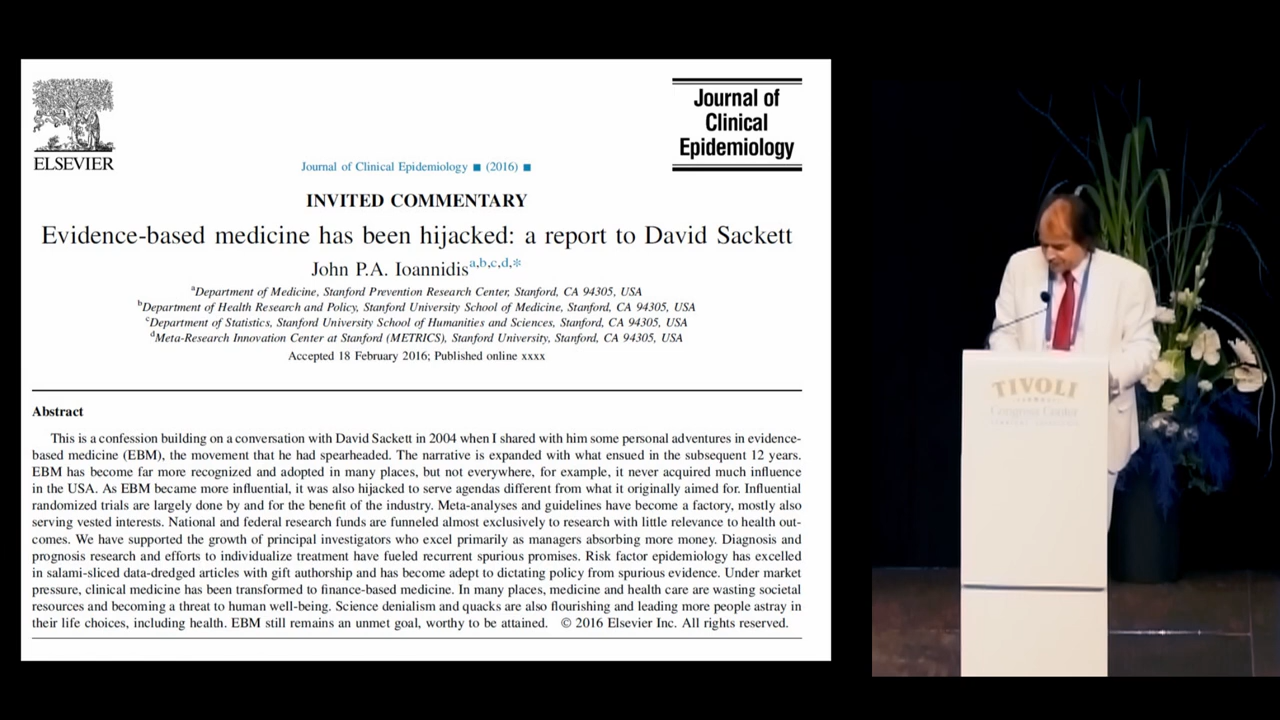 ELSEVIER
Journal of
Clinical
Epidemiology
Journal of Clinical Epidemiology ■ (2016) ■
INVITED COMMENTARY
Evidence-based medicine has been hijacked: a report to David Sackett
John P.A. Ioannidisa,b,c,d,*
aDepartment of Medicine, Stanford Prevention Research Center, Stanford, CA 94305, USA
bDepartment of Health Research and Policy, Stanford University School of Medicine, Stanford, CA 94305, USA
cDepartment of Statistics, Stanford University School of Humanities and Sciences, Stanford, CA 94305, USA
dMeta-Research Innovation Center at Stanford (METRICS), Stanford University, Stanford, CA 94305, USA
Accepted 18 February 2016; Published online xxxx
Abstract
This is a confession building on a conversation with David Sackett in 2004 when I shared with him some personal adventures in evidence-
based medicine (EBM), the movement that he had spearheaded. The narrative is expanded with what ensued in the subsequent 12 years.
EBM has become far more recognized and adopted in many places, but not everywhere, for example, it never acquired much influence
in the USA. As EBM became more influential, it was also hijacked to serve agendas different from what it originally aimed for. Influential
randomized trials are largely done by and for the benefit of the industry. Meta-analyses and guidelines have become a factory, mostly also
serving vested interests. National and federal research funds are funneled almost exclusively to research with little relevance to health out-
comes. We have supported the growth of principal investigators who excel primarily as managers absorbing more money. Diagnosis and
prognosis research and efforts to individualize treatment have fueled recurrent spurious promises. Risk factor epidemiology has excelled
in salami-sliced data-dredged articles with gift authorship and has become adept to dictating policy from spurious evidence. Under market
pressure, clinical medicine has been transformed to finance-based medicine. In many places, medicine and health care are wasting societal
resources and becoming a threat to human well-being. Science denialism and quacks are also flourishing and leading more people astray in
their life choices, including health. EBM still remains an unmet goal, worthy to be attained. © 2016 Elsevier Inc. All rights reserved.
TIVOLI
Congress Center